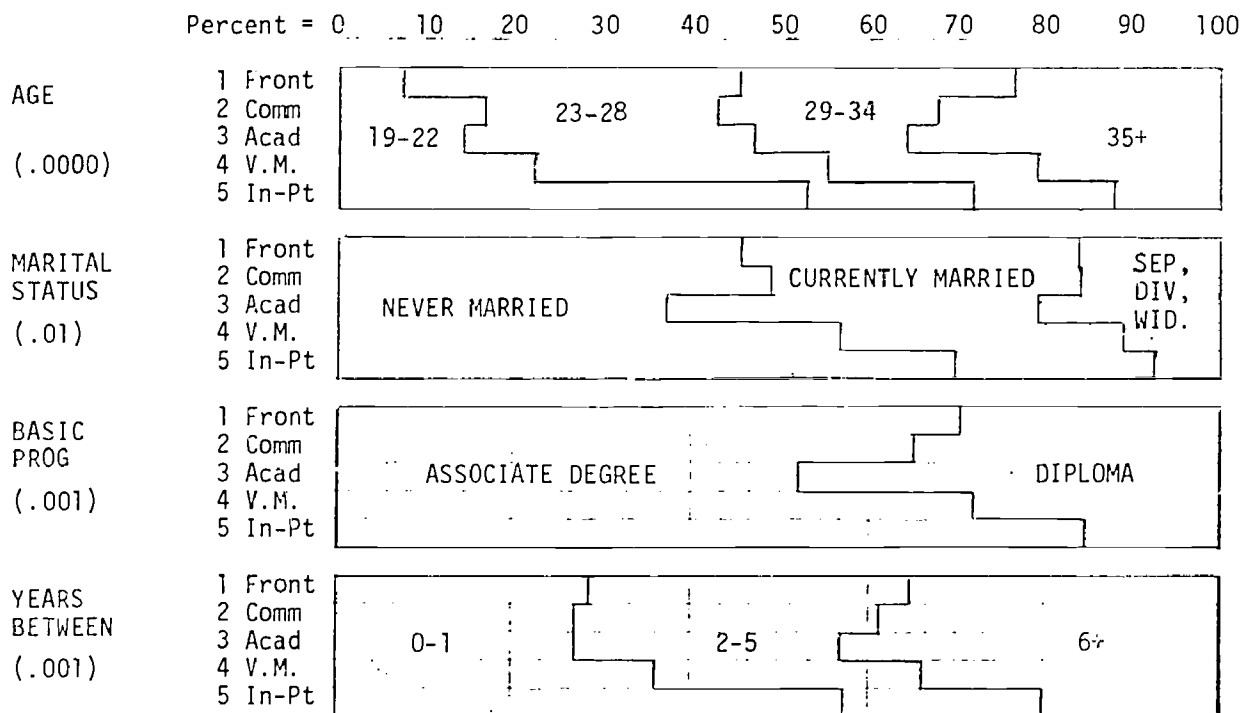 Percent = 0 10 20 30 40 50 60 70 80 90 100
AGE
(.0000)
1 Front
2 Comm
3 Acad
4 V.M.
5 In-Pt
19-22
23-28
29-34
35+
MARITAL
STATUS
(.01)
1 Front
2 Comm
3 Acad
4 V.M.
5 In-Pt
NEVER MARRIED
CURRENTLY MARRIED
SEP,
DIV,
WID.
BASIC
PROG
(.001)
1 Front
2 Comm
3 Acad
4 V.M.
5 In-Pt
ASSOCIATE DEGREE
DIPLOMA
YEARS
BETWEEN
(.001)
1 Front
2 Comm
3 Acad
4 V.M.
5 In-Pt
0-1
2-5
6+